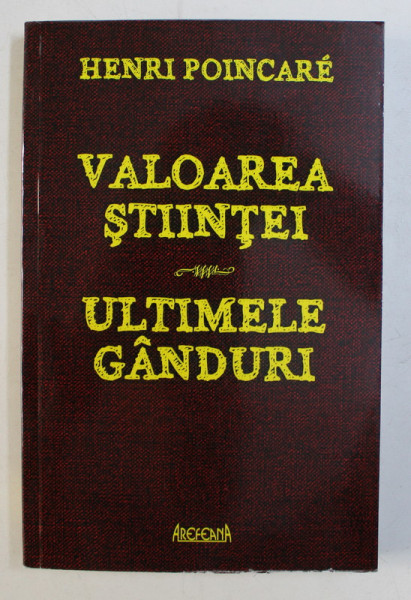 HENRI POINCARÉ
VALOAREA
ŞTIINŢEI
ULTIMELE
GÂNDURI
AREFEANA